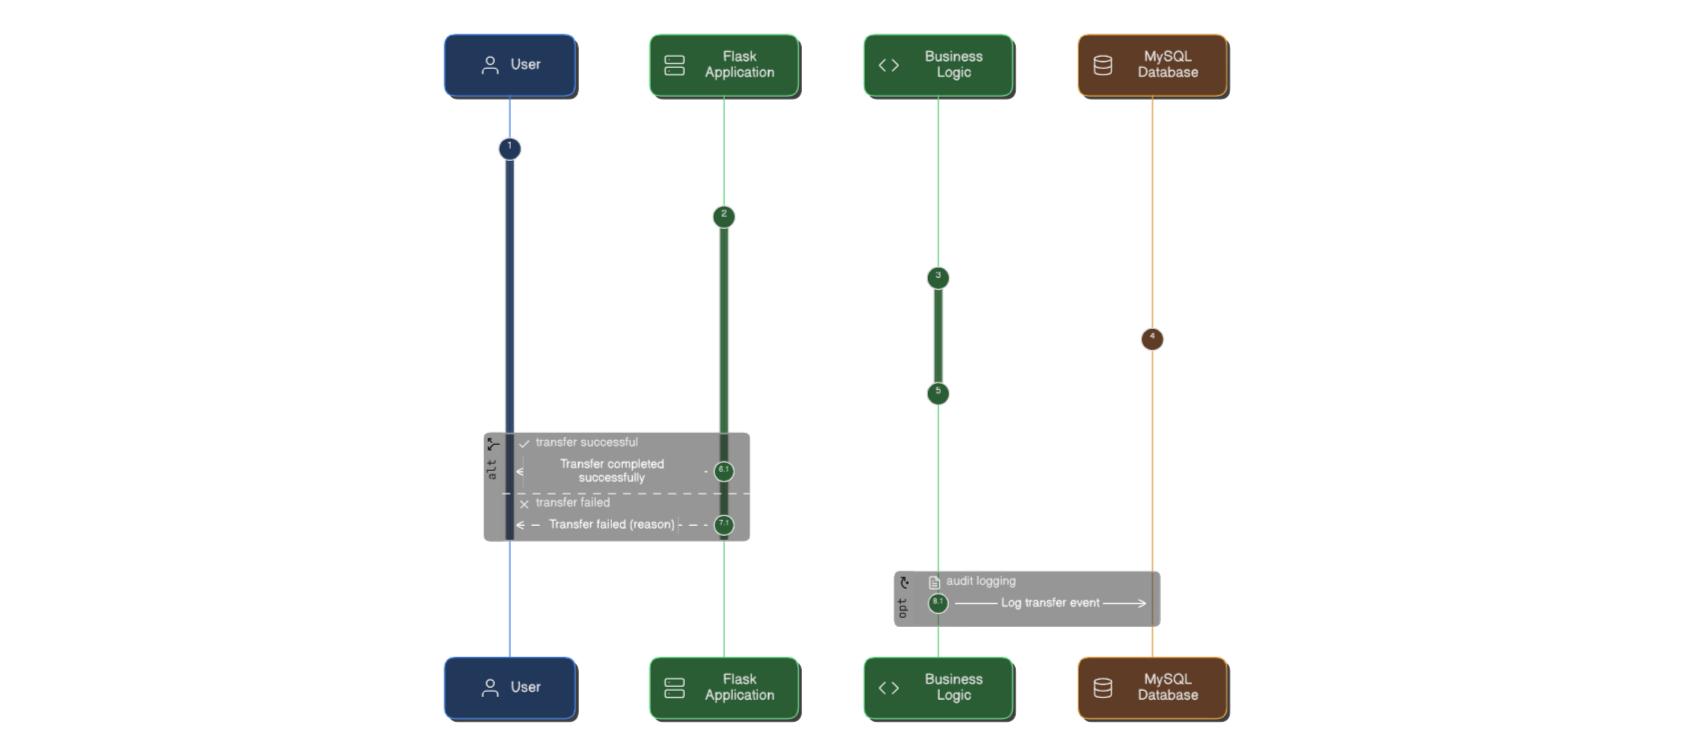 User
Flask
Application
Business
Logic
MySQL
Database
1
2
3
4
5
alt
transfer successful
Transfer completed
successfully
6.1
transfer failed
Transfer failed (reason)
7.1
opt
audit logging
8.1
Log transfer event
User
Flask
Application
Business
Logic
MySQL
Database